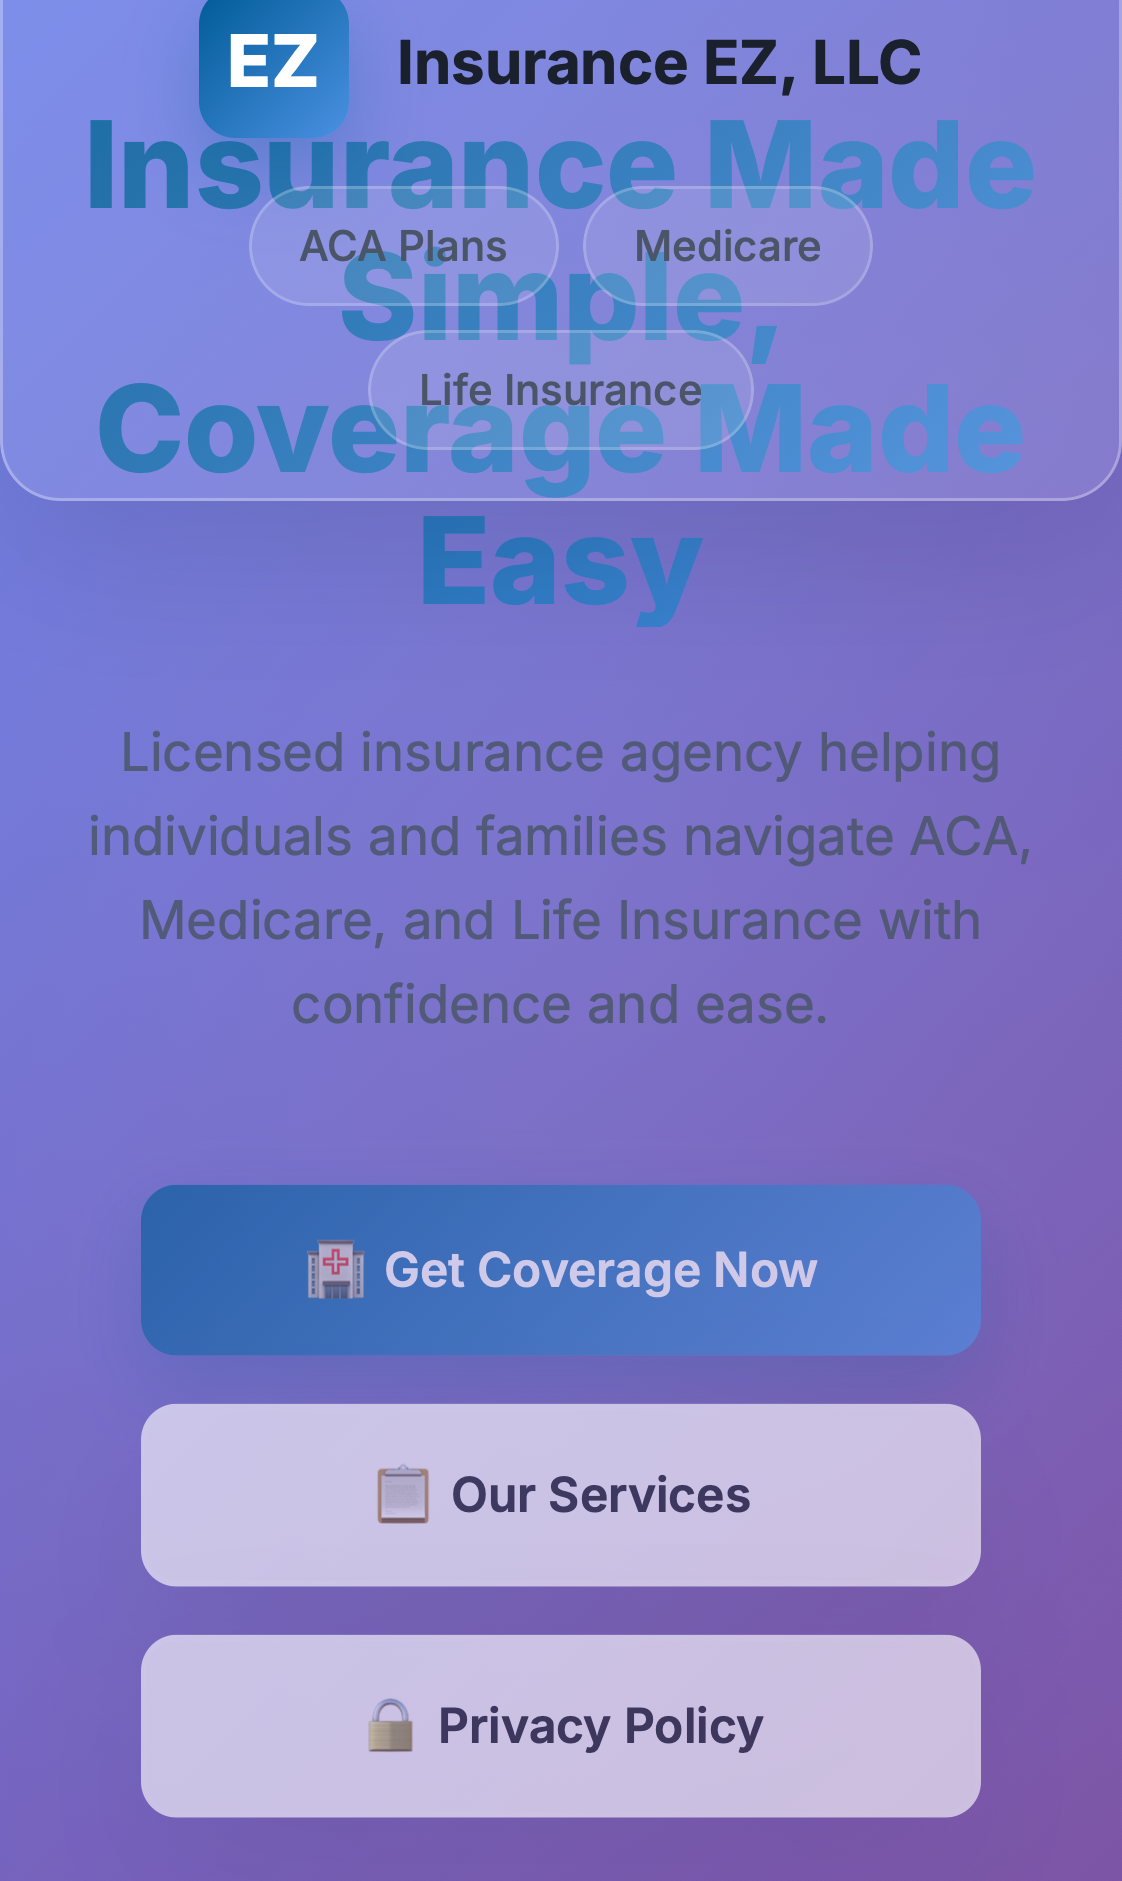 EZ
Insurance EZ, LLC
Insurance Made
Simple,
Coverage Made
Easy
ACA Plans
Medicare
Life Insurance
Licensed insurance agency helping
individuals and families navigate ACA,
Medicare, and Life Insurance with
confidence and ease.
Get Coverage Now
Our Services
Privacy Policy